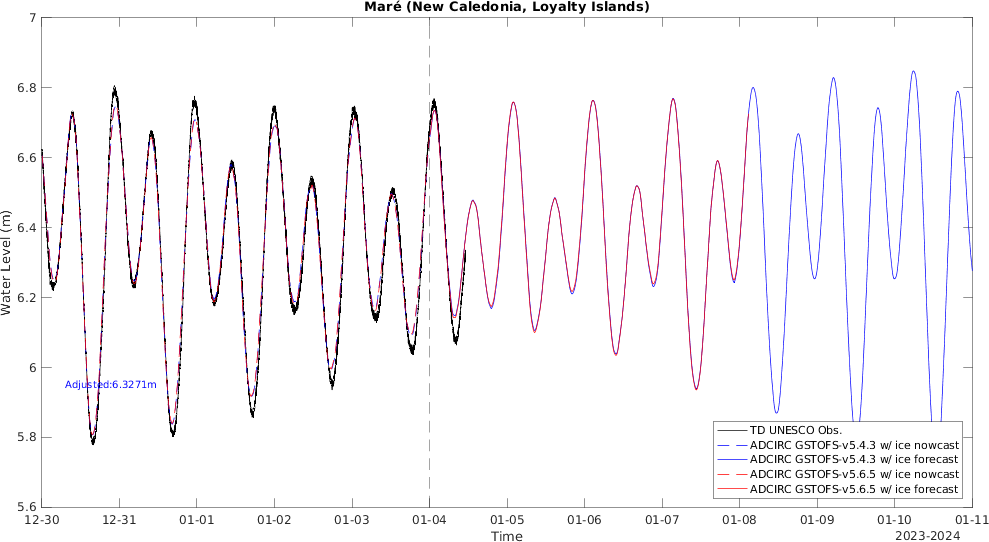 Maré (New Caledonia, Loyalty Islands)
7
6.8
6.6
6.4
6.2
6
5.8
5.6
Water Level (m)
Adjusted:6.3271m
TD UNESCO Obs.
ADCIRC GSTOFS-v5.4.3 w/ ice nowcast
ADCIRC GSTOFS-v5.4.3 w/ ice forecast
ADCIRC GSTOFS-v5.6.5 w/ ice nowcast
ADCIRC GSTOFS-v5.6.5 w/ ice forecast
12-30 12-31 01-01 01-02 01-03 01-04 01-05 01-06 01-07 01-08 01-09 01-10 01-11
Time
2023-2024